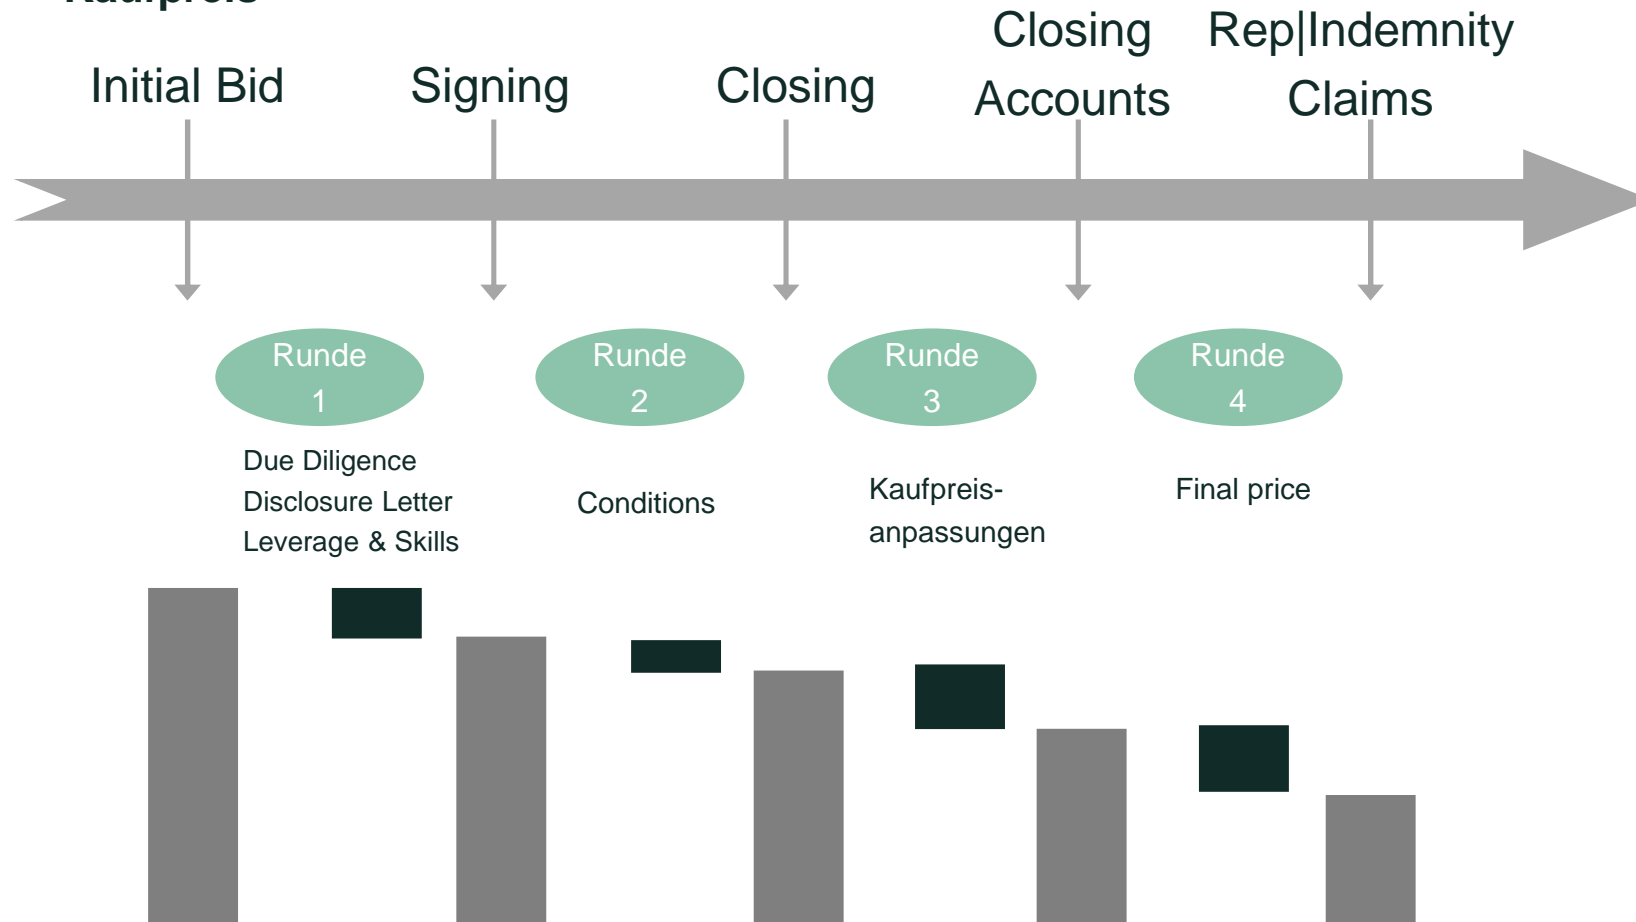 Kaufpreis
Initial Bid
Signing
Closing
Closing
Accounts
Rep|Indemnity
Claims
Runde
1
Runde
2
Runde
3
Runde
4
Due Diligence
Disclosure Letter
Leverage & Skills
Conditions
Kaufpreis-
anpassungen
Final price